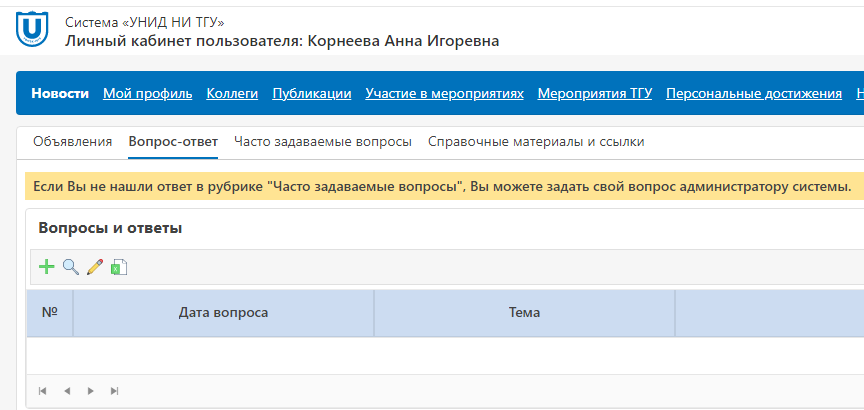 Система «УНИД НИ ТГУ»
Личный кабинет пользователя: Корнеева Анна Игоревна
Новости Мой профиль Коллеги Публикации Участие в мероприятиях Мероприятия ТГУ Персональные достижения
Объявления Вопрос-ответ Часто задаваемые вопросы Справочные материалы и ссылки
Если Вы не нашли ответ в рубрике "Часто задаваемые вопросы", Вы можете задать свой вопрос администратору системы.
Вопросы и ответы
№ Дата вопроса Тема